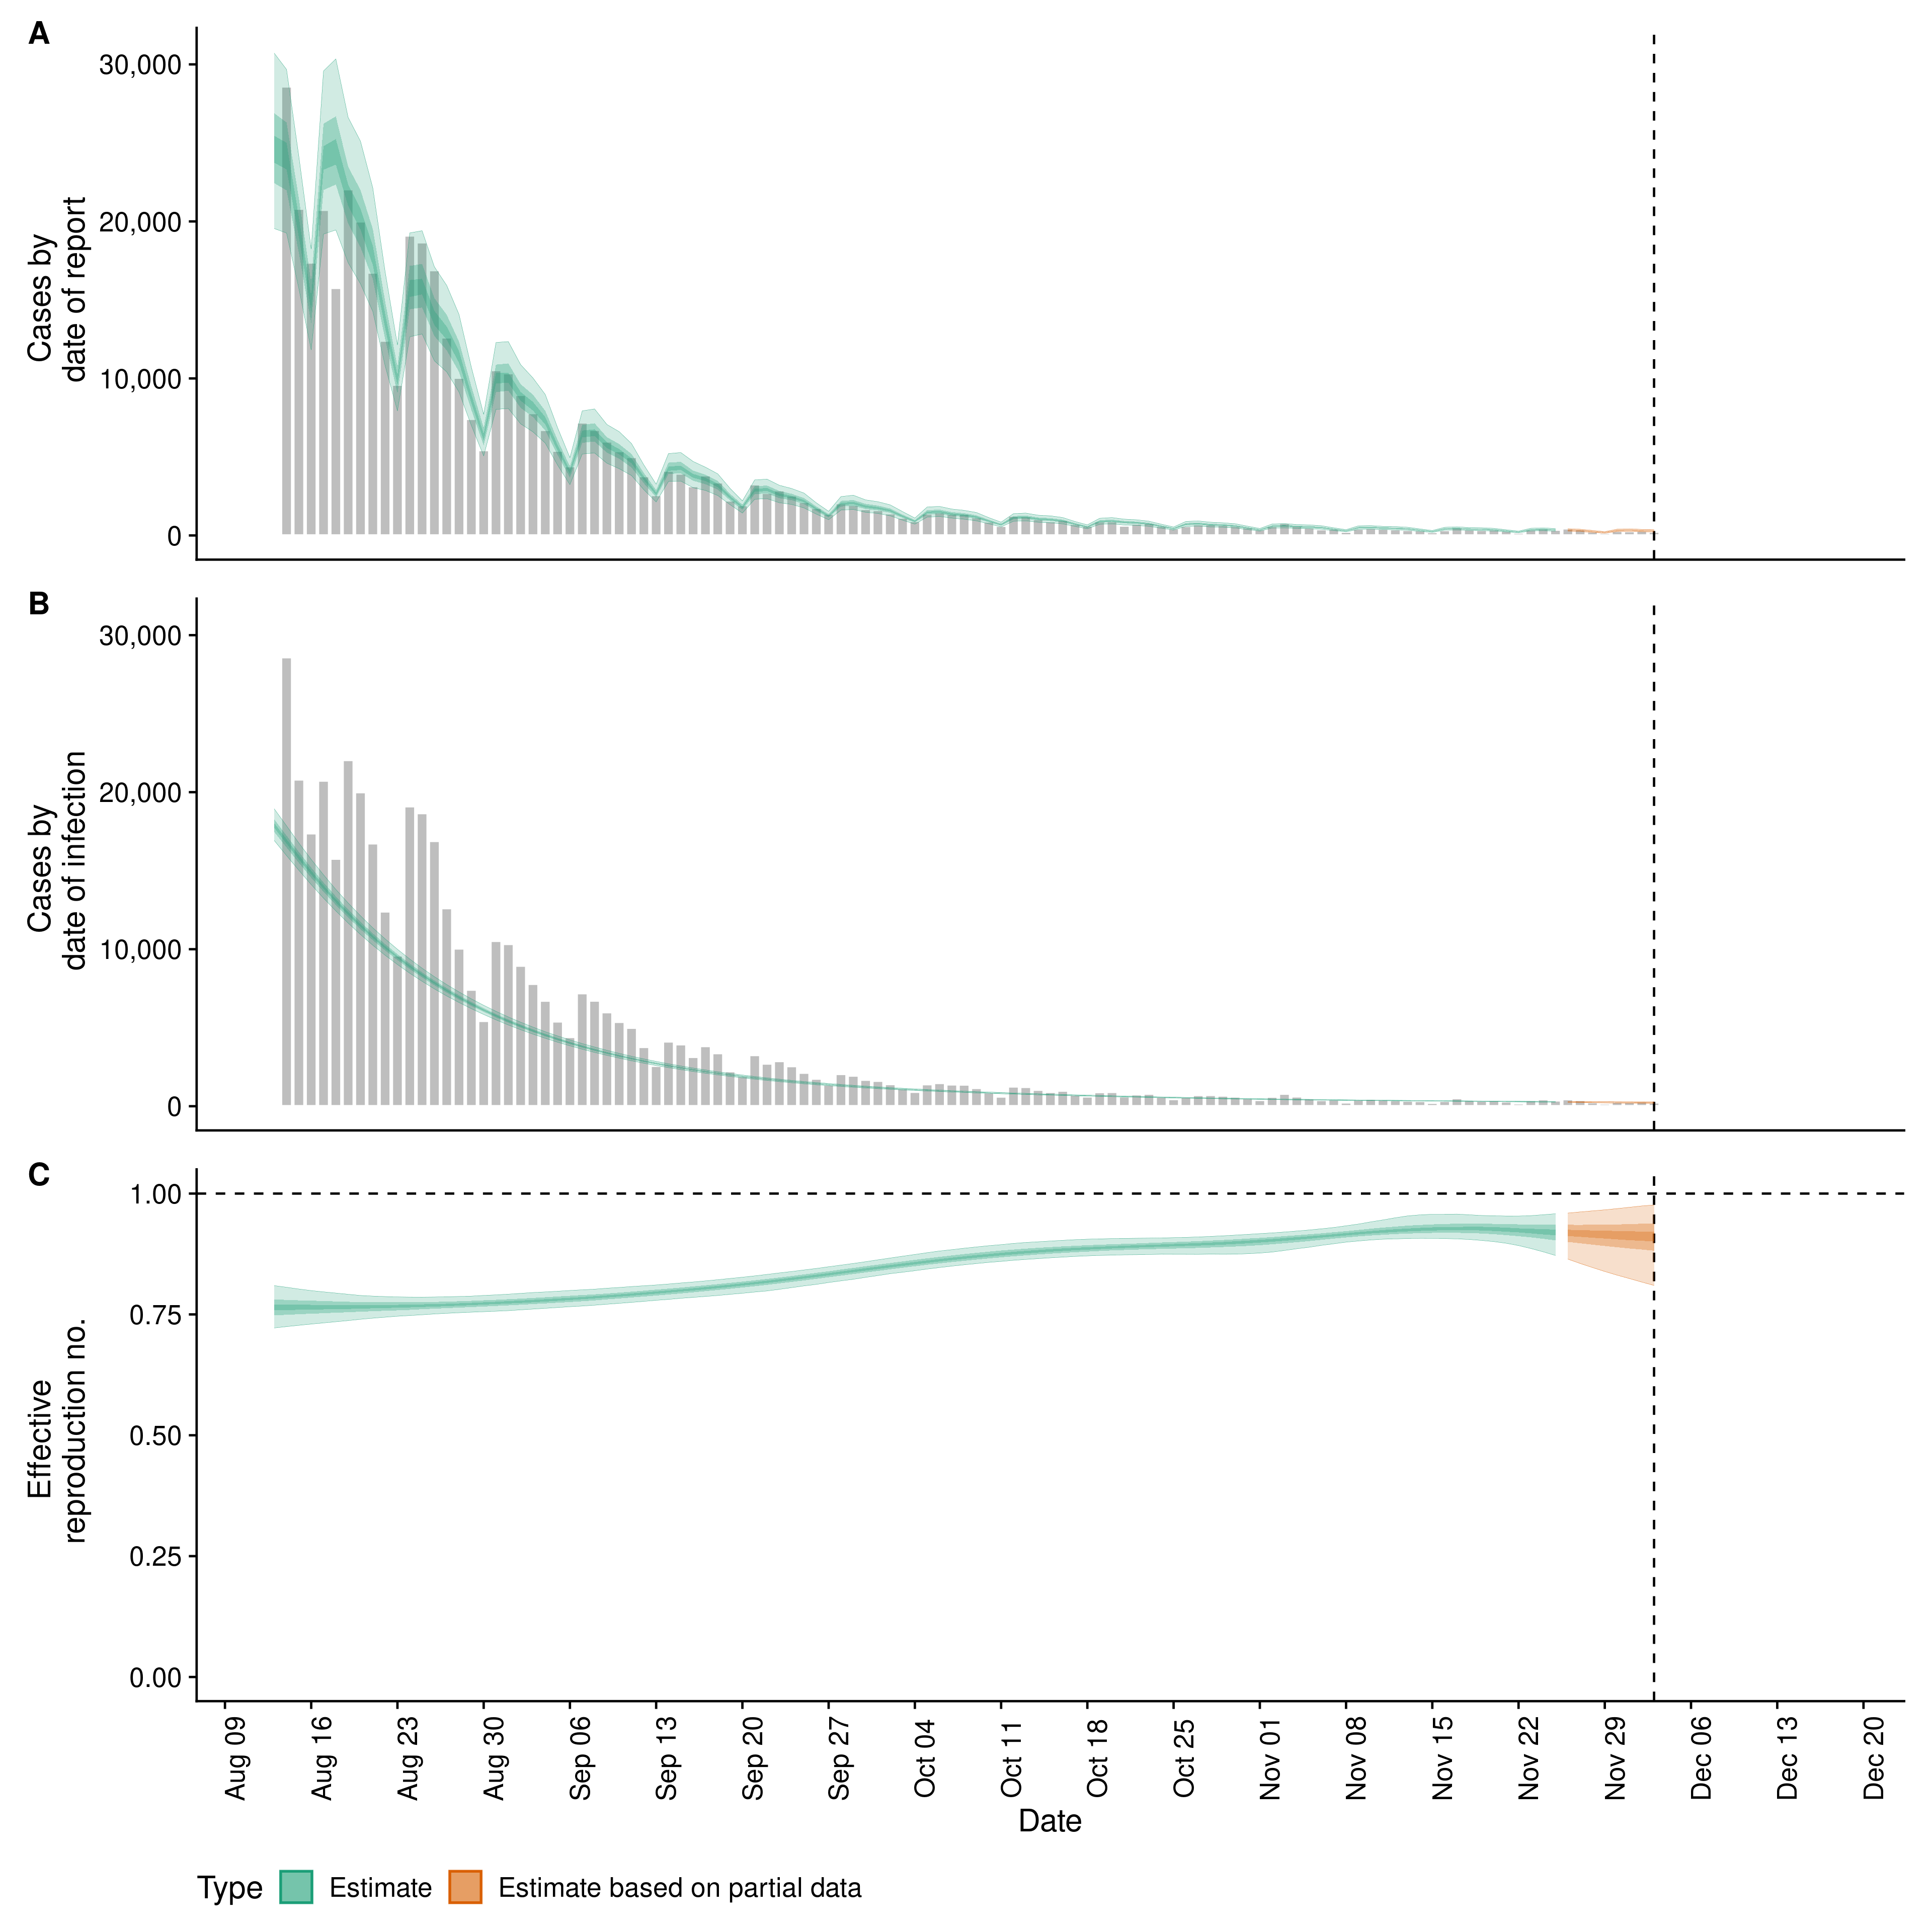 A
30,000
20,000
10,000
0
Cases by
date of report
B
30,000
20,000
10,000
0
Cases by
date of infection
C
1.00
0.75
0.50
0.25
0.00
Effective
reproduction no.
Aug 09
Aug 16
Aug 23
Aug 30
Sep 06
Sep 13
Sep 20
Sep 27
Oct 04
Oct 11
Oct 18
Oct 25
Nov 01
Nov 08
Nov 15
Nov 22
Nov 29
Dec 06
Dec 13
Dec 20
Date
Type Estimate Estimate based on partial data